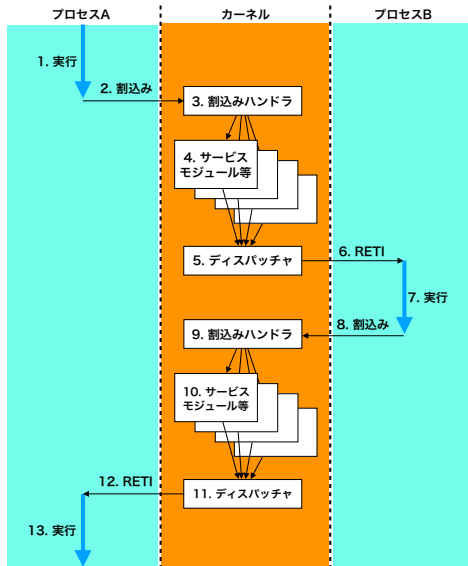 プロセスA
カーネル
プロセスB
1. 実行
2. 割込み
3. 割込みハンドラ
4. サービス
モジュール等
5. ディスパッチャ
6. RETI
7. 実行
8. 割込み
9. 割込みハンドラ
10. サービス
モジュール等
11. ディスパッチャ
12. RETI
13. 実行